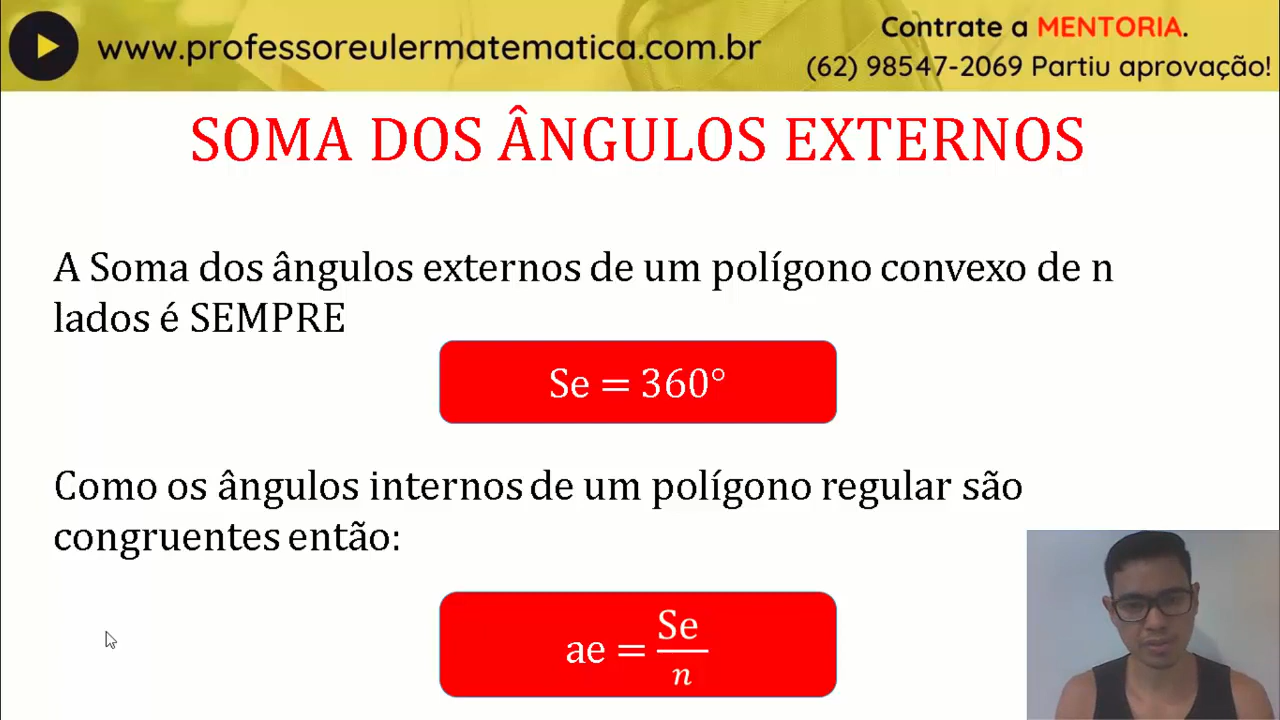 www.professoreulermatematica.com.br
Contrate a MENTORIA.
(62) 98547-2069 Partiu aprovação!
SOMA DOS ÂNGULOS EXTERNOS
A Soma dos ângulos externos de um polígono convexo de n
lados é SEMPRE
Se = 360°
Como os ângulos internos de um polígono regular são
congruentes então:
ae = Se/n